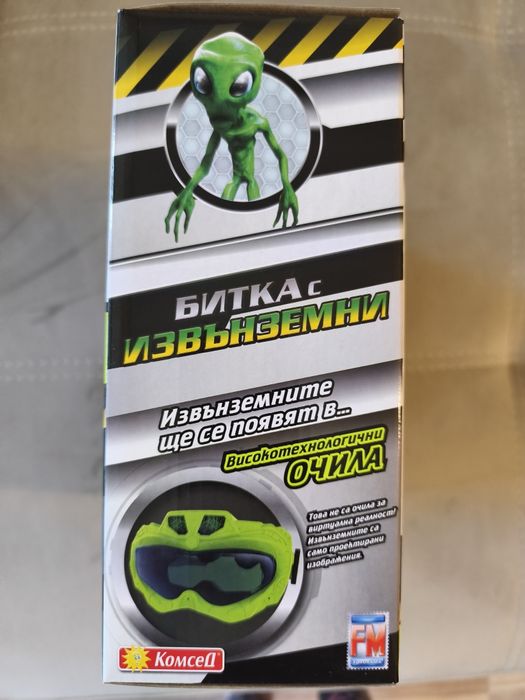 БИТКА с
ИЗВЪНЗЕМНИ
Извънземните
ще се появят в...
Високотехнологични
ОЧИЛА
Това не са очила за
виртуална реалност!
Извънземните са
само проектирани
изображения.
КомсеД
FM